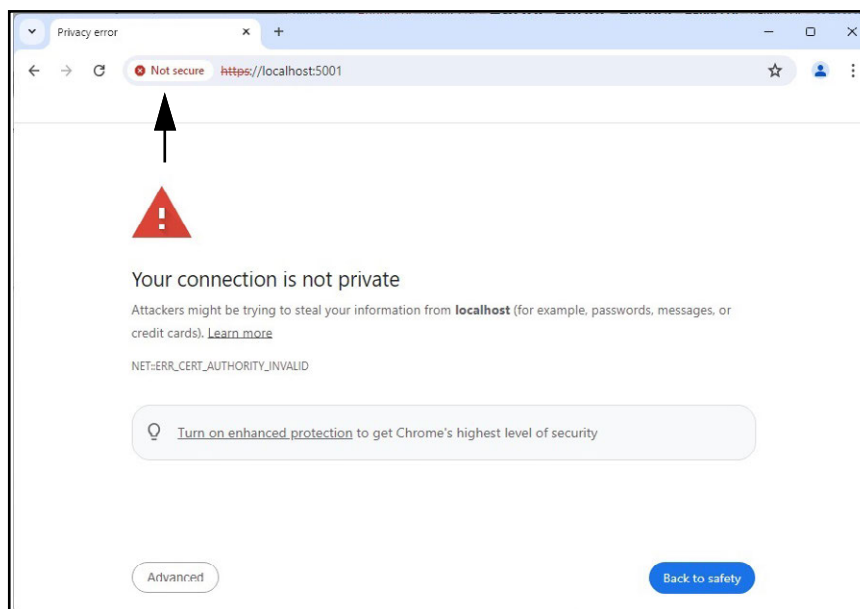 Privacy error
Not secure https://localhost:5001
Your connection is not private
Attackers might be trying to steal your information from localhost (for example, passwords, messages, or
credit cards). Learn more
NET::ERR_CERT_AUTHORITY_INVALID
Turn on enhanced protection to get Chrome's highest level of security
Advanced
Back to safety